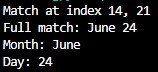 Match at index 14, 21
Full match: June 24
Month: June
Day: 24